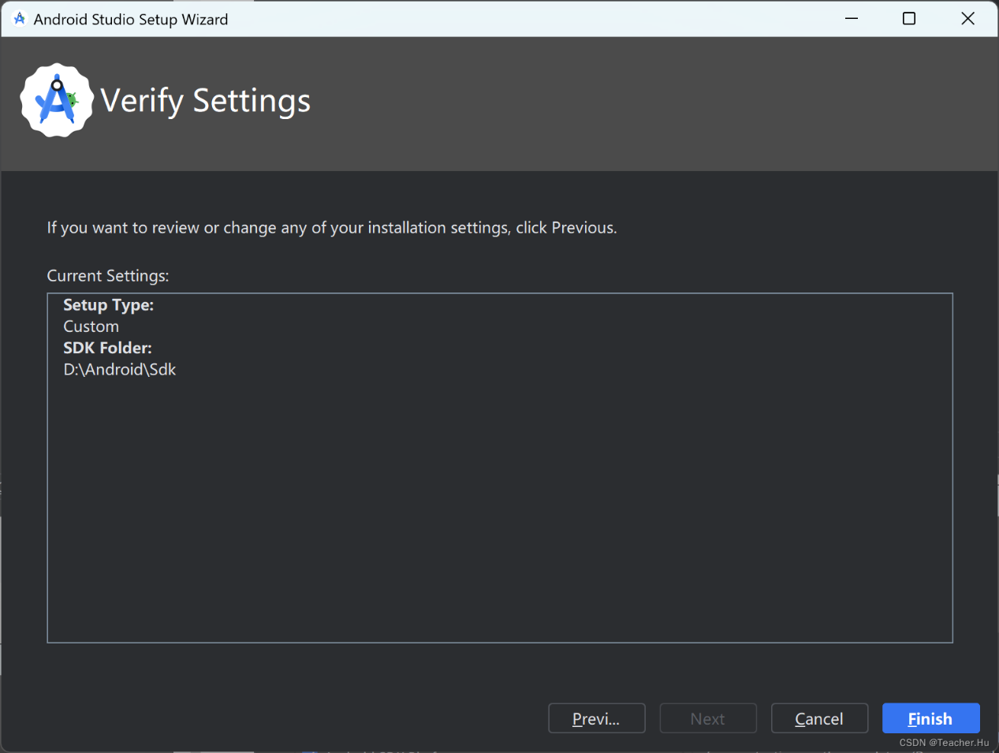 Android Studio Setup Wizard
Verify Settings
If you want to review or change any of your installation settings, click Previous.
Current Settings:
Setup Type:
Custom
SDK Folder:
D:\Android\Sdk
Previ...
Next
Cancel
Finish
CSDN @Teacher.Hu